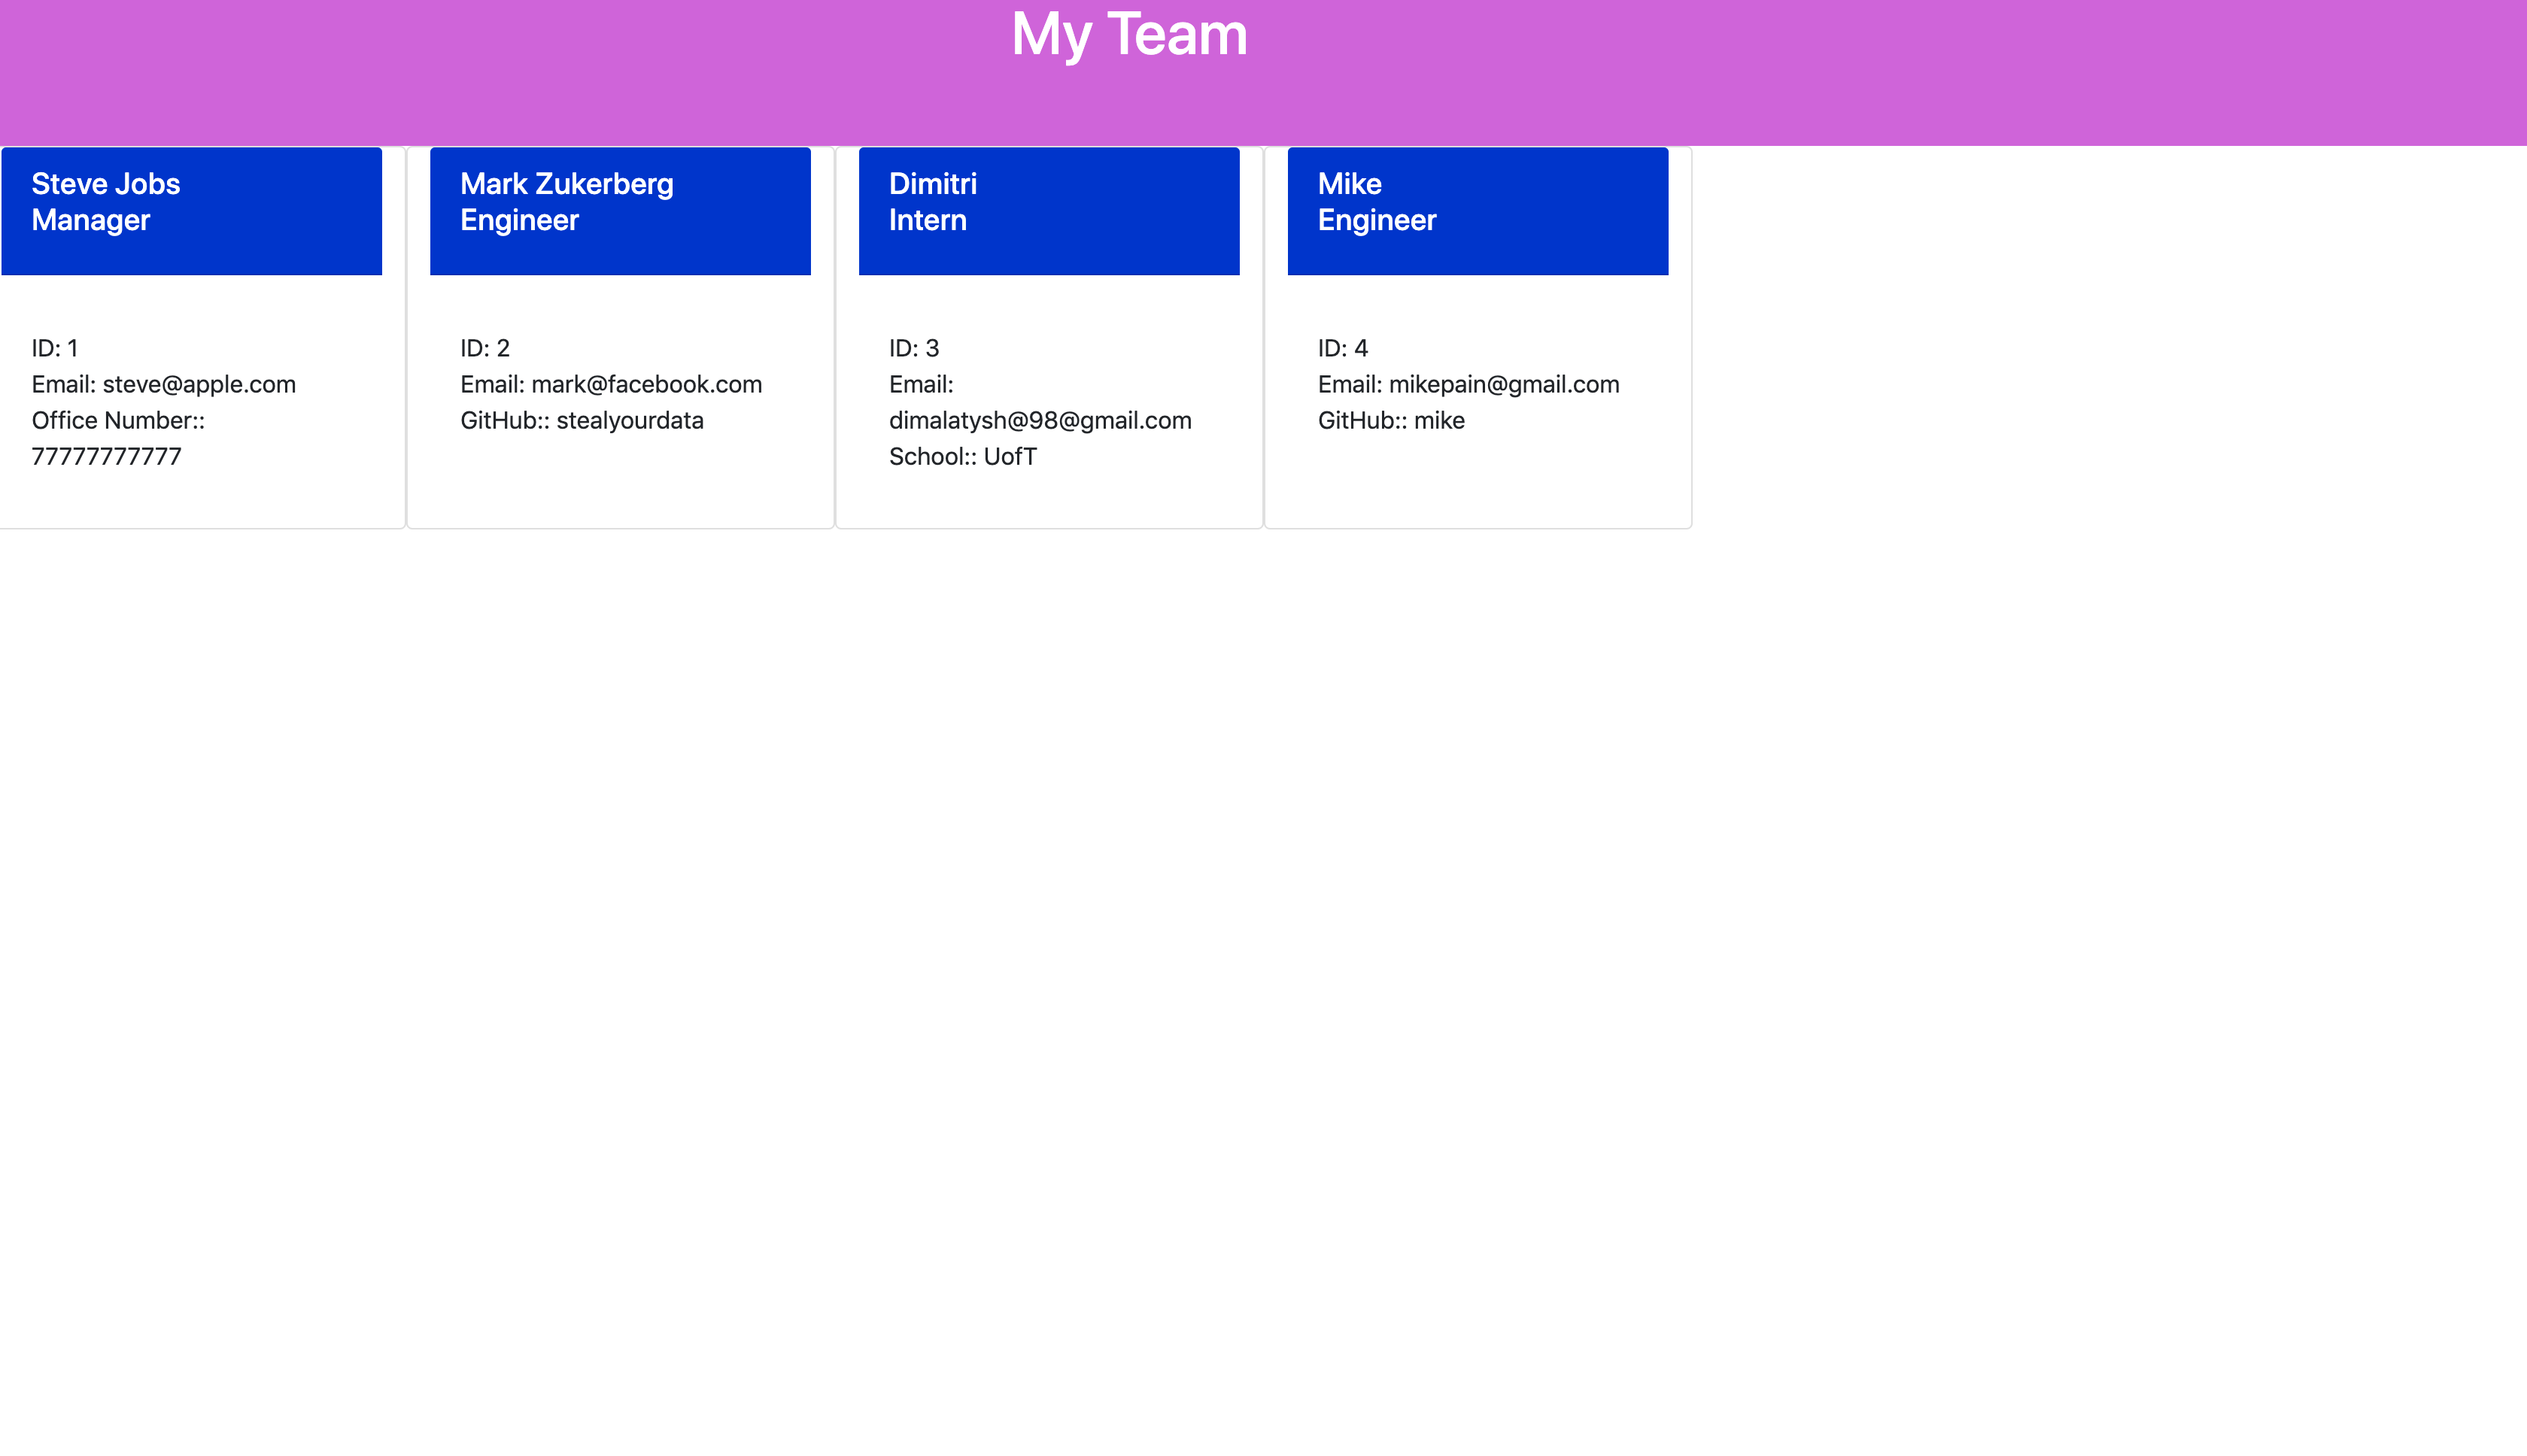 My Team
Steve Jobs
Manager
ID: 1
Email: steve@apple.com
Office Number::
77777777777
Mark Zukerberg
Engineer
ID: 2
Email: mark@facebook.com
GitHub:: stealyourdata
Dimitri
Intern
ID: 3
Email:
dimalatysh@98@gmail.com
School:: UofT
Mike
Engineer
ID: 4
Email: mikepain@gmail.com
GitHub:: mike